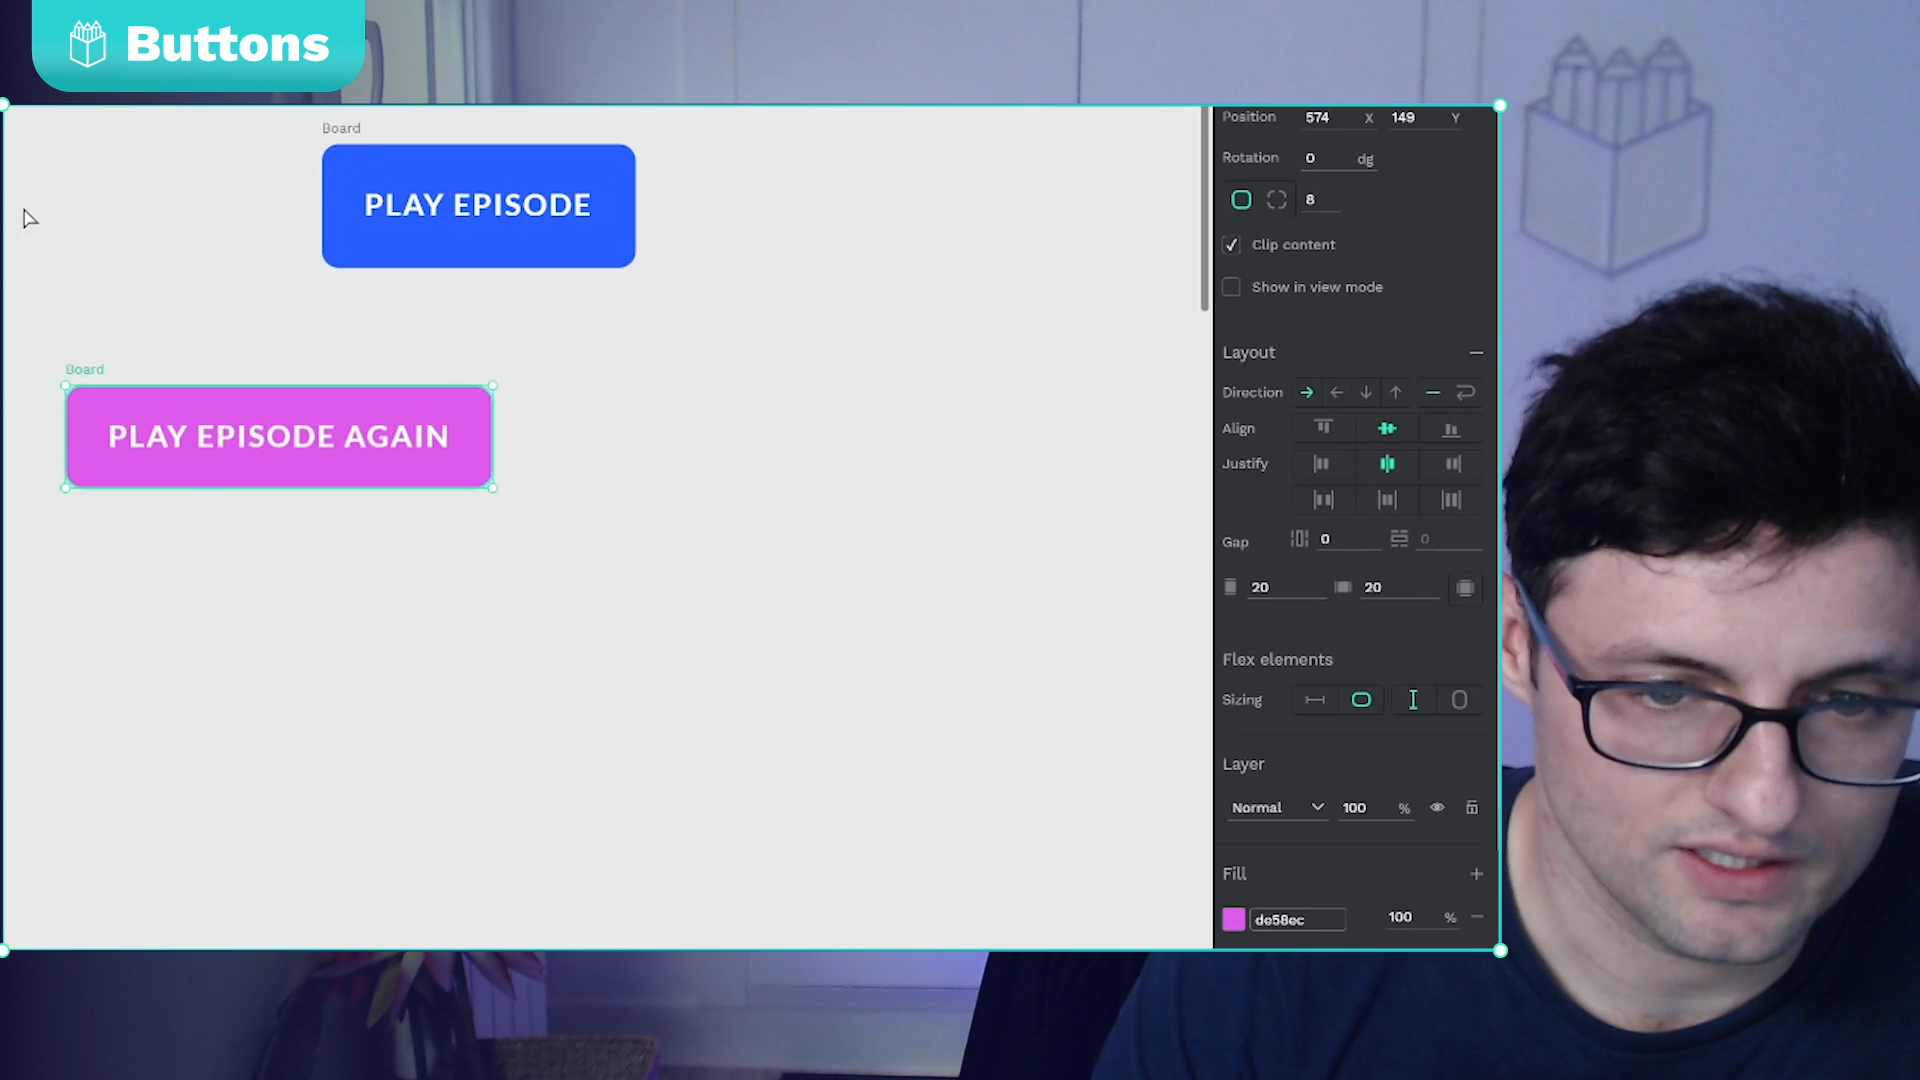 Buttons
Board
PLAY EPISODE
Board
PLAY EPISODE AGAIN
Position 574 X 149 Y
Rotation 0 dg
8
Clip content
Show in view mode
Layout
Direction
Align
Justify
Gap 0 0
20 20
Flex elements
Sizing
Layer
Normal 100 %
Fill
de58ec 100 %